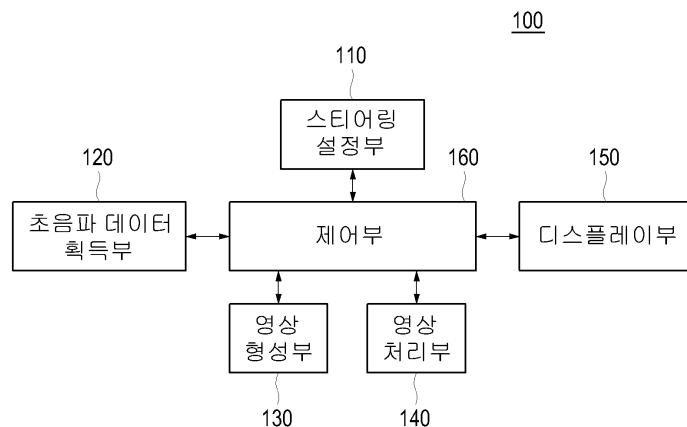 100
110
스티어링
설정부
120
160
150
초음파 데이터
획득부
제어부
디스플레이부
영상
형성부
영상
처리부
130
140